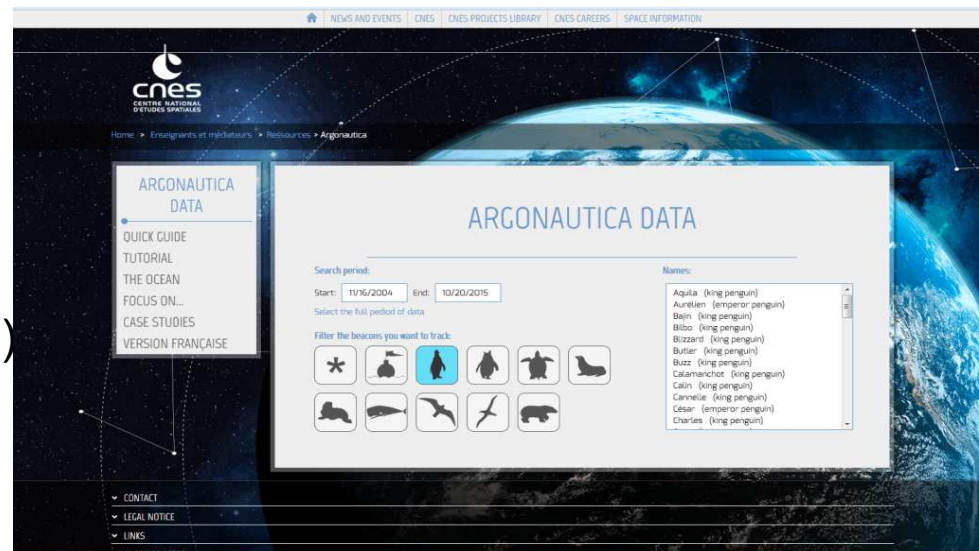 NEWS AND EVENTS CNES CNES PROJECTS LIBRARY CNES CAREERS SPACE INFORMATION
cnes
CENTRE NATIONAL
D'ÉTUDES SPATIALES
Home > Enseignants et médiateurs > Ressources > Argonautica
ARGONAUTICA
DATA
QUICK GUIDE
TUTORIAL
THE OCEAN
FOCUS ON...
CASE STUDIES
VERSION FRANÇAISE
)
ARGONAUTICA DATA
Search period:
Start: 11/16/2004 End: 10/20/2015
Select the full pediod of data
Filter the beacons you want to track:
Names:
Aquila (king penguin)
Aurélien (emperor penguin)
Bajin (king penguin)
Bilbo (king penguin)
Blizzard (king penguin)
Butler (king penguin)
Buzz (king penguin)
Calamanchot (king penguin)
Calin (king penguin)
Cannelle (king penguin)
César (emperor penguin)
Charles (king penguin)
CONTACT
LEGAL NOTICE
LINKS